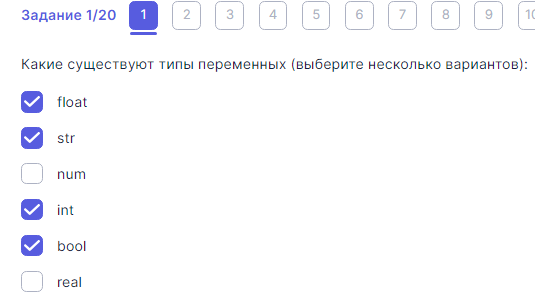 Задание 1/20 1 2 3 4 5 6 7 8 9 10
Какие существуют типы переменных (выберите несколько вариантов):
float
str
num
int
bool
real